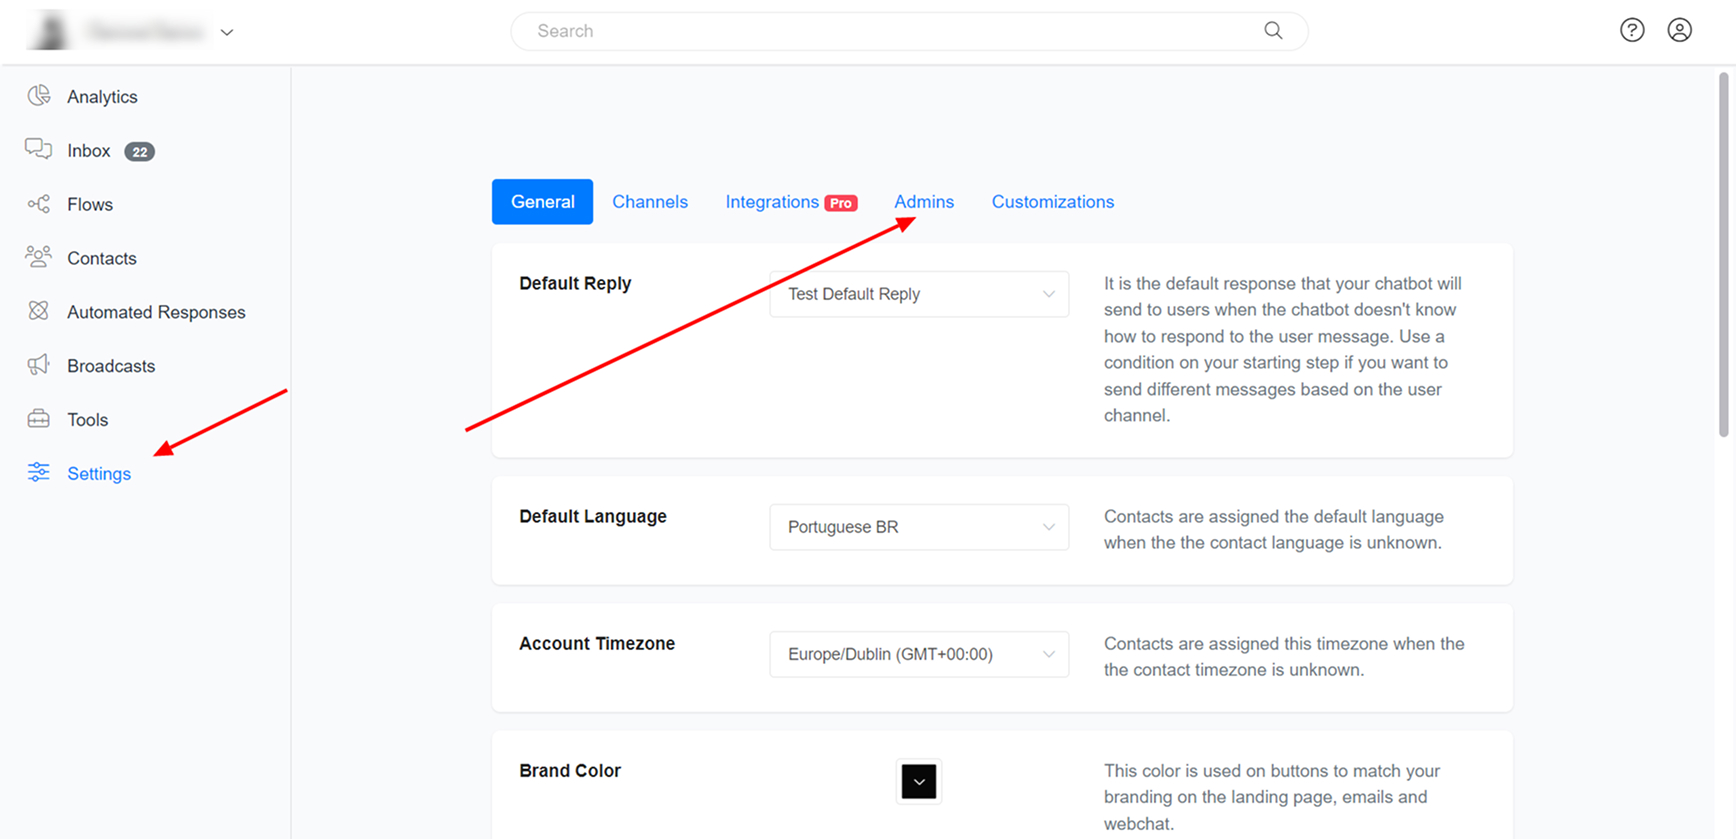 Search
?
Analytics
Inbox 22
Flows
Contacts
Automated Responses
Broadcasts
Tools
Settings
General Channels Integrations Pro Admins Customizations
Default Reply
Test Default Reply
It is the default response that your chatbot will
send to users when the chatbot doesn't know
how to respond to the user message. Use a
condition on your starting step if you want to
send different messages based on the user
channel.
Default Language
Portuguese BR
Contacts are assigned the default language
when the the contact language is unknown.
Account Timezone
Europe/Dublin (GMT+00:00)
Contacts are assigned this timezone when the
the contact timezone is unknown.
Brand Color
This color is used on buttons to match your
branding on the landing page, emails and
webchat.